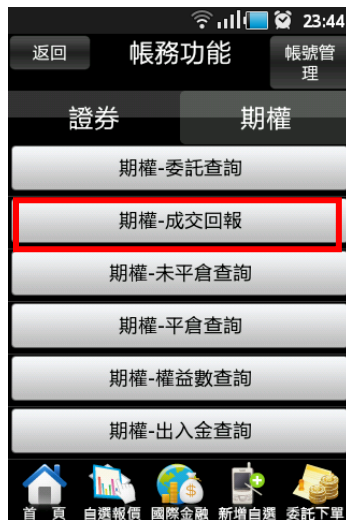 23:44
返回
帳務功能
帳號管
理
證券
期權
期權-委託查詢
期權-成交回報
期權-未平倉查詢
期權-平倉查詢
期權-權益數查詢
期權-出入金查詢
首 頁 自選報價 國際金融 新增自選 委託下單